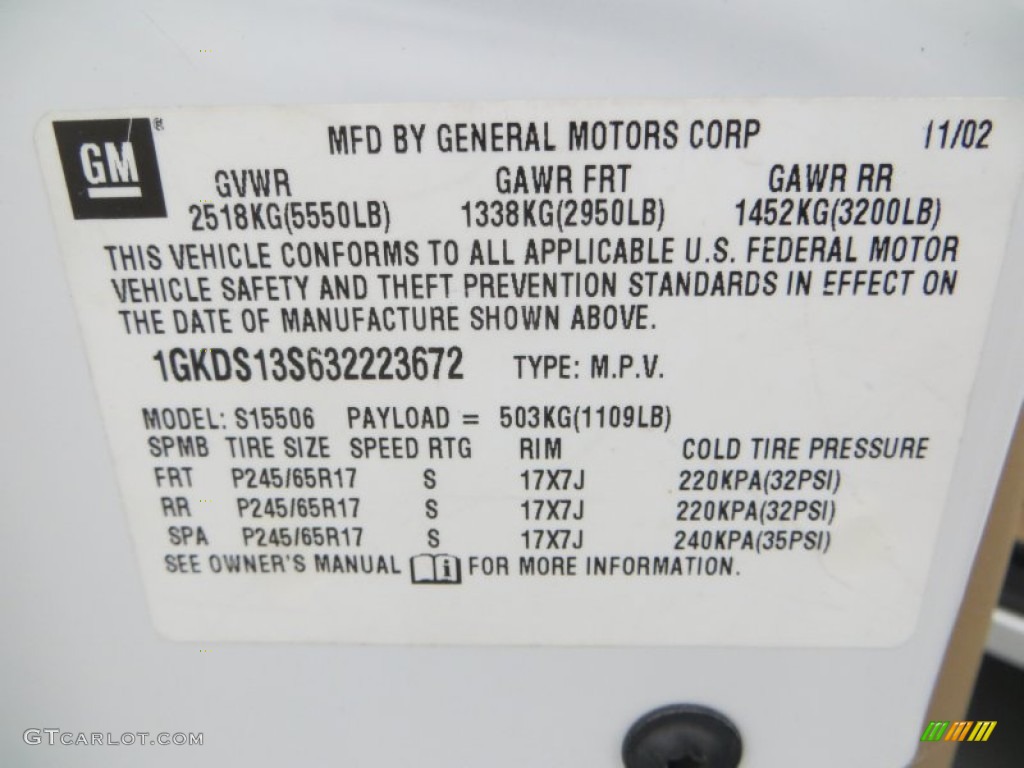 GM® MFD BY GENERAL MOTORS CORP 11/02
GVWR GAWR FRT GAWR RR
2518KG(5550LB) 1338KG(2950LB) 1452KG(3200LB)
THIS VEHICLE CONFORMS TO ALL APPLICABLE U.S. FEDERAL MOTOR
VEHICLE SAFETY AND THEFT PREVENTION STANDARDS IN EFFECT ON
THE DATE OF MANUFACTURE SHOWN ABOVE.
1GKDS13S632223672 TYPE: M.P.V.
MODEL: S15506 PAYLOAD = 503KG(1109LB)
SPMB TIRE SIZE SPEED RTG RIM COLD TIRE PRESSURE
FRT P245/65R17 S 17X7J 220KPA(32PSI)
RR P245/65R17 S 17X7J 220KPA(32PSI)
SPA P245/65R17 S 17X7J 240KPA(35PSI)
SEE OWNER'S MANUAL i FOR MORE INFORMATION.
GTCARLOT.COM